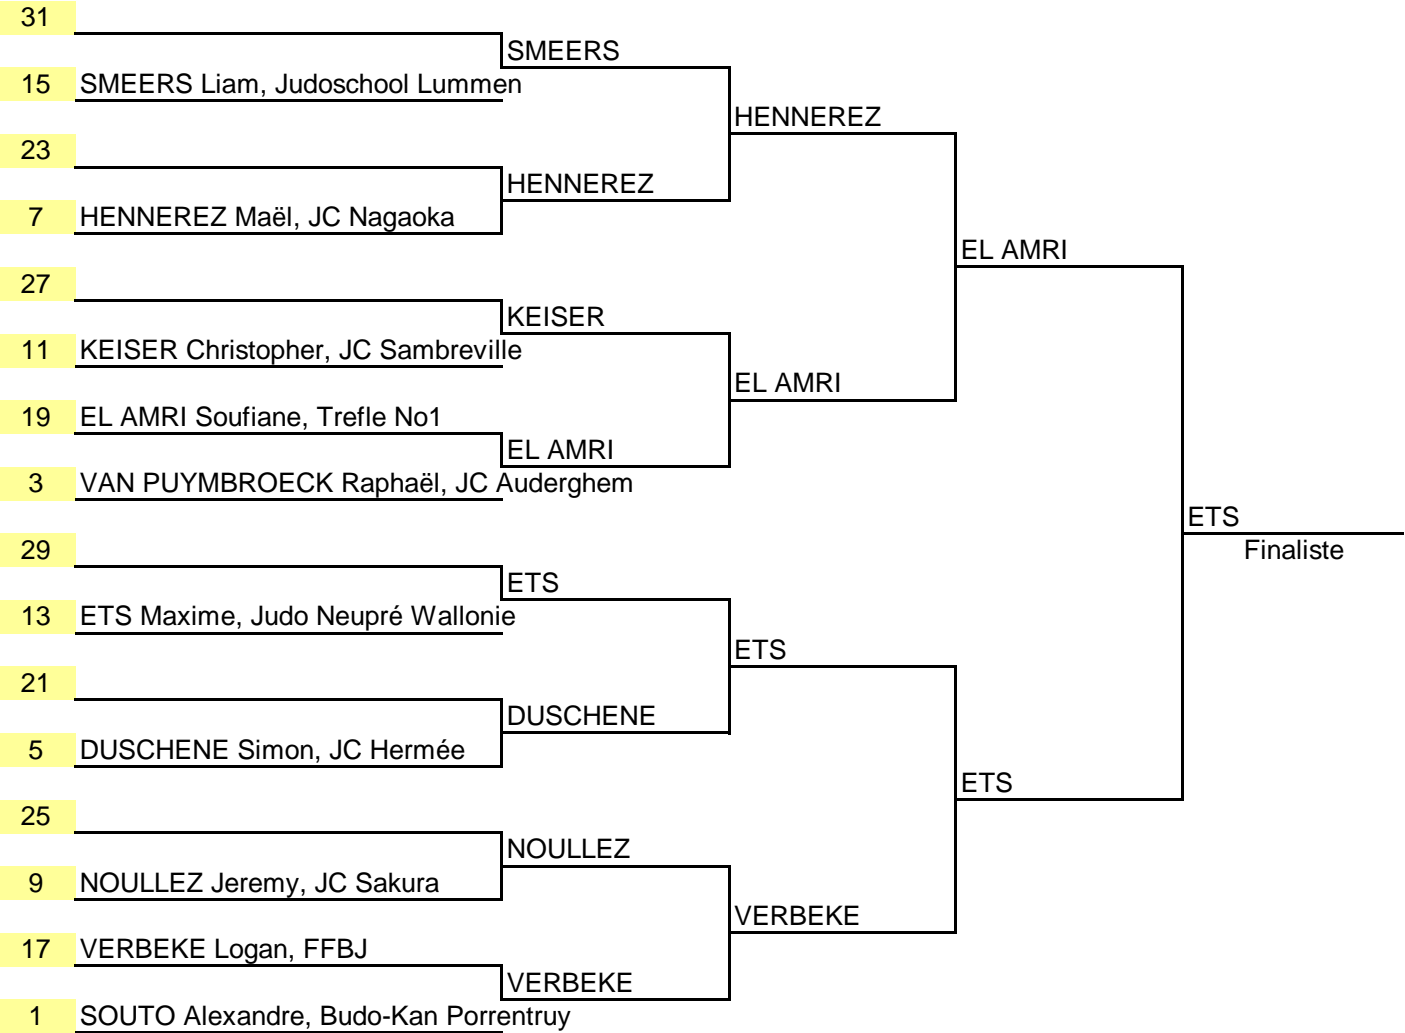 31
SMEERS
15 SMEERS Liam, Judoschool Lummen
HENNEREZ
23
HENNEREZ
7 HENNEREZ Maël, JC Nagaoka
EL AMRI
27
KEISER
11 KEISER Christopher, JC Sambreville
EL AMRI
19 EL AMRI Soufiane, Trefle No1
EL AMRI
3 VAN PUYMBROECK Raphaël, JC Auderghem
ETS
29
Finaliste
ETS
13 ETS Maxime, Judo Neupré Wallonie
ETS
21
DUSCHENE
5 DUSCHENE Simon, JC Hermée
ETS
25
NOULLEZ
9 NOULLEZ Jeremy, JC Sakura
VERBEKE
17 VERBEKE Logan, FFBJ
VERBEKE
1 SOUTO Alexandre, Budo-Kan Porrentruy